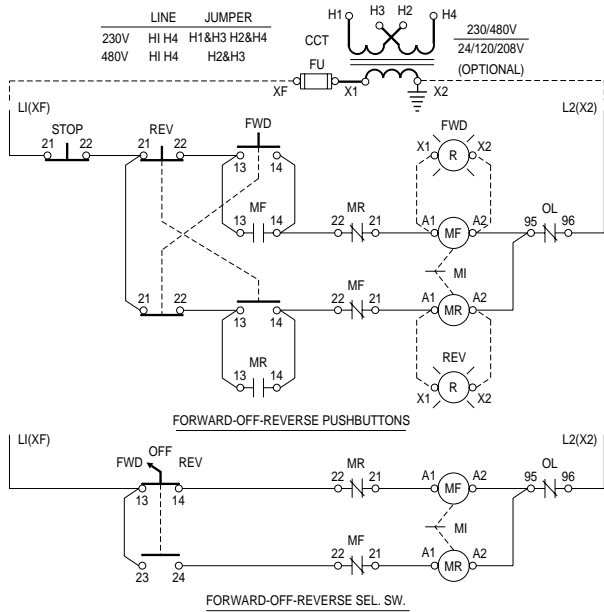 LINE JUMPER
230V HI H4 H1&H3 H2&H4
480V HI H4 H2&H3
H1 H3 H2 H4
CCT
230/480V
24/120/208V
(OPTIONAL)
FU
XF X1 X2
LI(XF) L2(X2)
STOP REV FWD FWD
21 22 21 22 13 14 X1 R X2
MF MR OL
13 14 22 21 A1 MF A2 95 96
MI
21 22 13 14 MF 22 21 A1 MR A2
MR
13 14
REV
X1 R X2
FORWARD-OFF-REVERSE PUSHBUTTONS
LI(XF) L2(X2)
OFF
FWD REV MR OL
13 14 22 21 A1 MF A2 95 96
MI
MF
23 24 22 21 A1 MR A2
FORWARD-OFF-REVERSE SEL. SW.